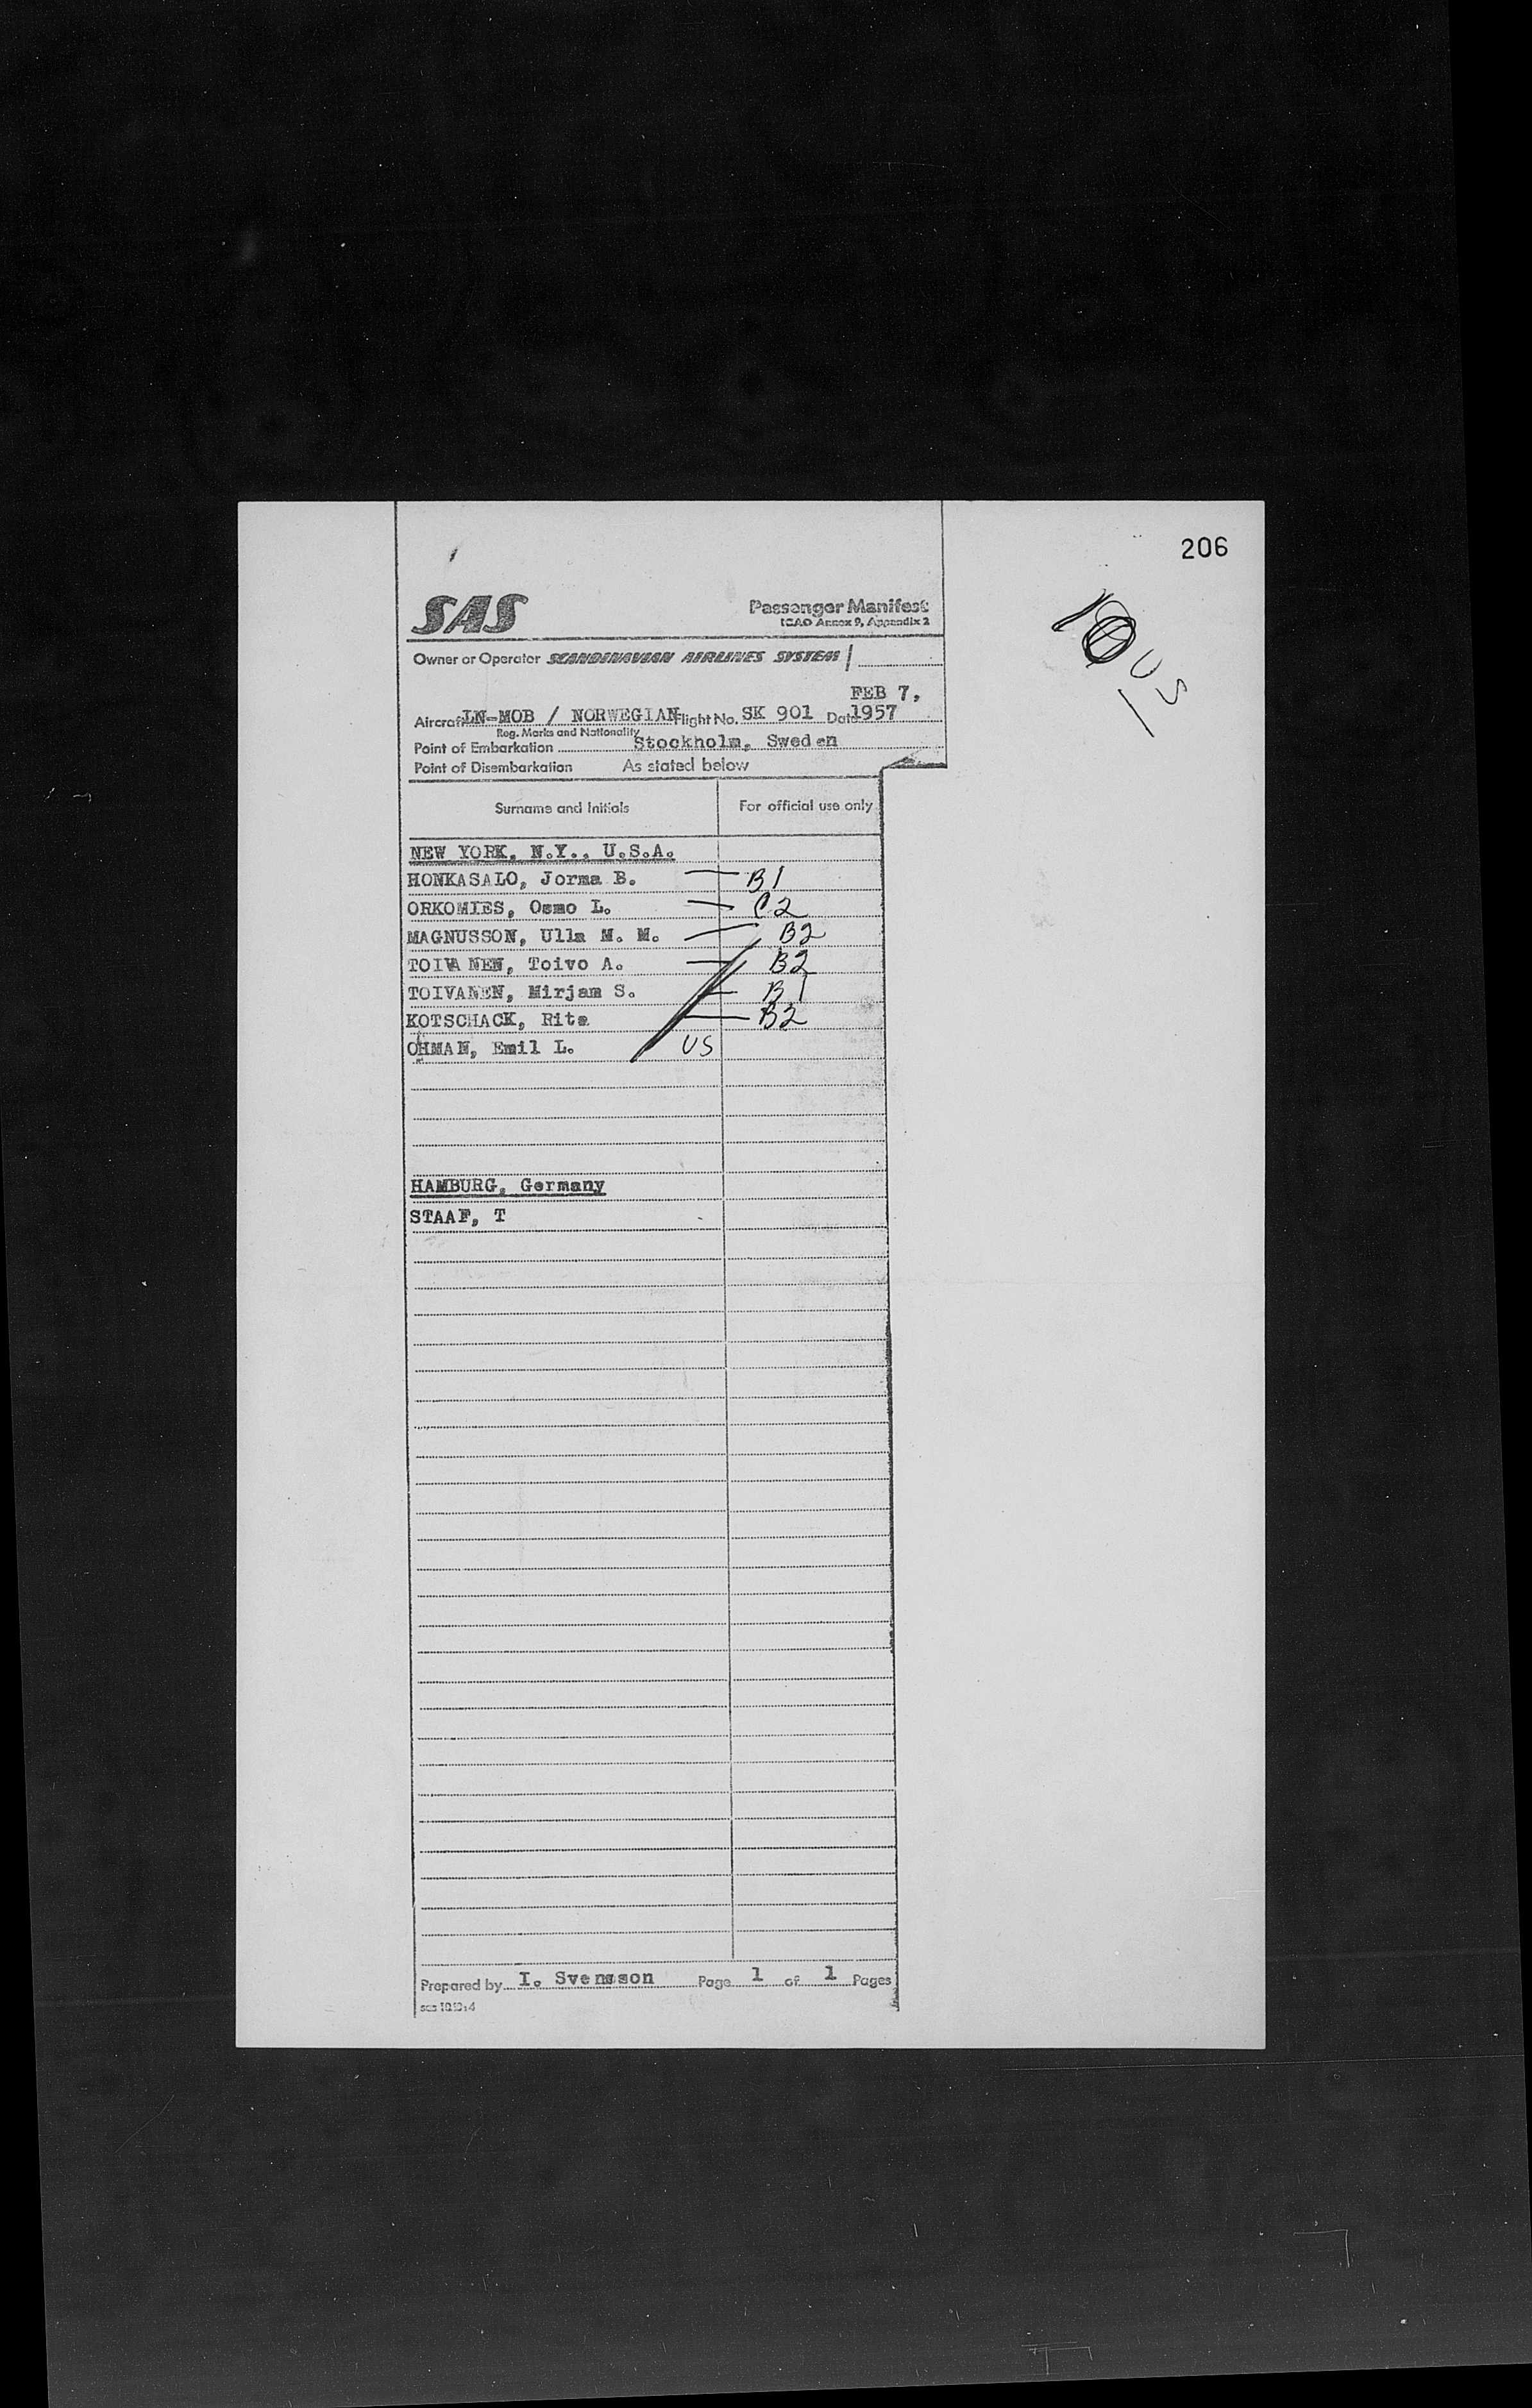 206
SAS
Passenger Manifest
ICAO Annex 9, Appendix 2
Owner or Operator SCANDINAVIAN AIRLINES SYSTEM /
US
FEB 7,
Aircraft LN-MOB / NORWEGIAN Flight No. SK 901 Date 1957
Reg. Marks and Nationality
Point of Embarkation Stockholm, Sweden
Point of Disembarkation As stated below
Surname and Initials For official use only
NEW YORK, N.Y., U.S.A.
HONKASALO, Jorma B. — B1
ORKOMIES, Osmo L. — C2
MAGNUSSON, Ulla M. M. — B2
TOIVANEN, Toivo A. — B2
TOIVANEN, Mirjam S. — B1
KOTSCHACK, Rita — B2
OHMAN, Emil L. US
HAMBURG, Germany
STAAF, T
Prepared by I. Svensson Page 1 of 1 Pages